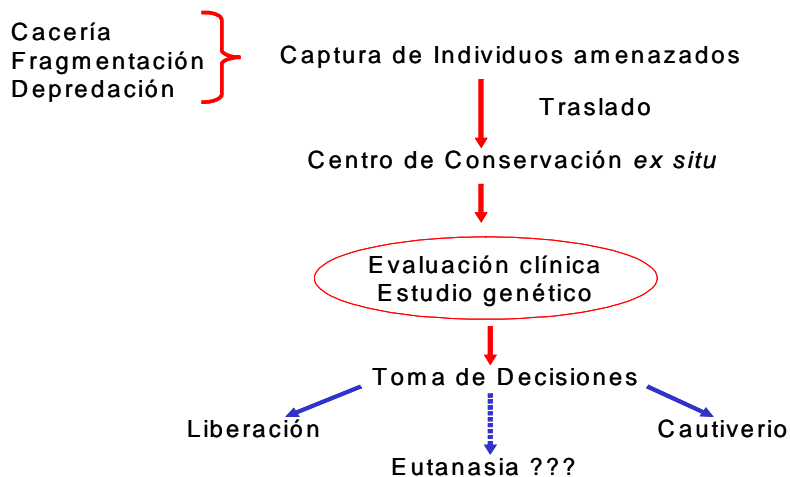 Cacería
Fragmentación
Depredación
Captura de Individuos amenazados
Traslado
Centro de Conservación ex situ
Evaluación clínica
Estudio genético
Toma de Decisiones
Liberación
Cautiverio
Eutanasia ???